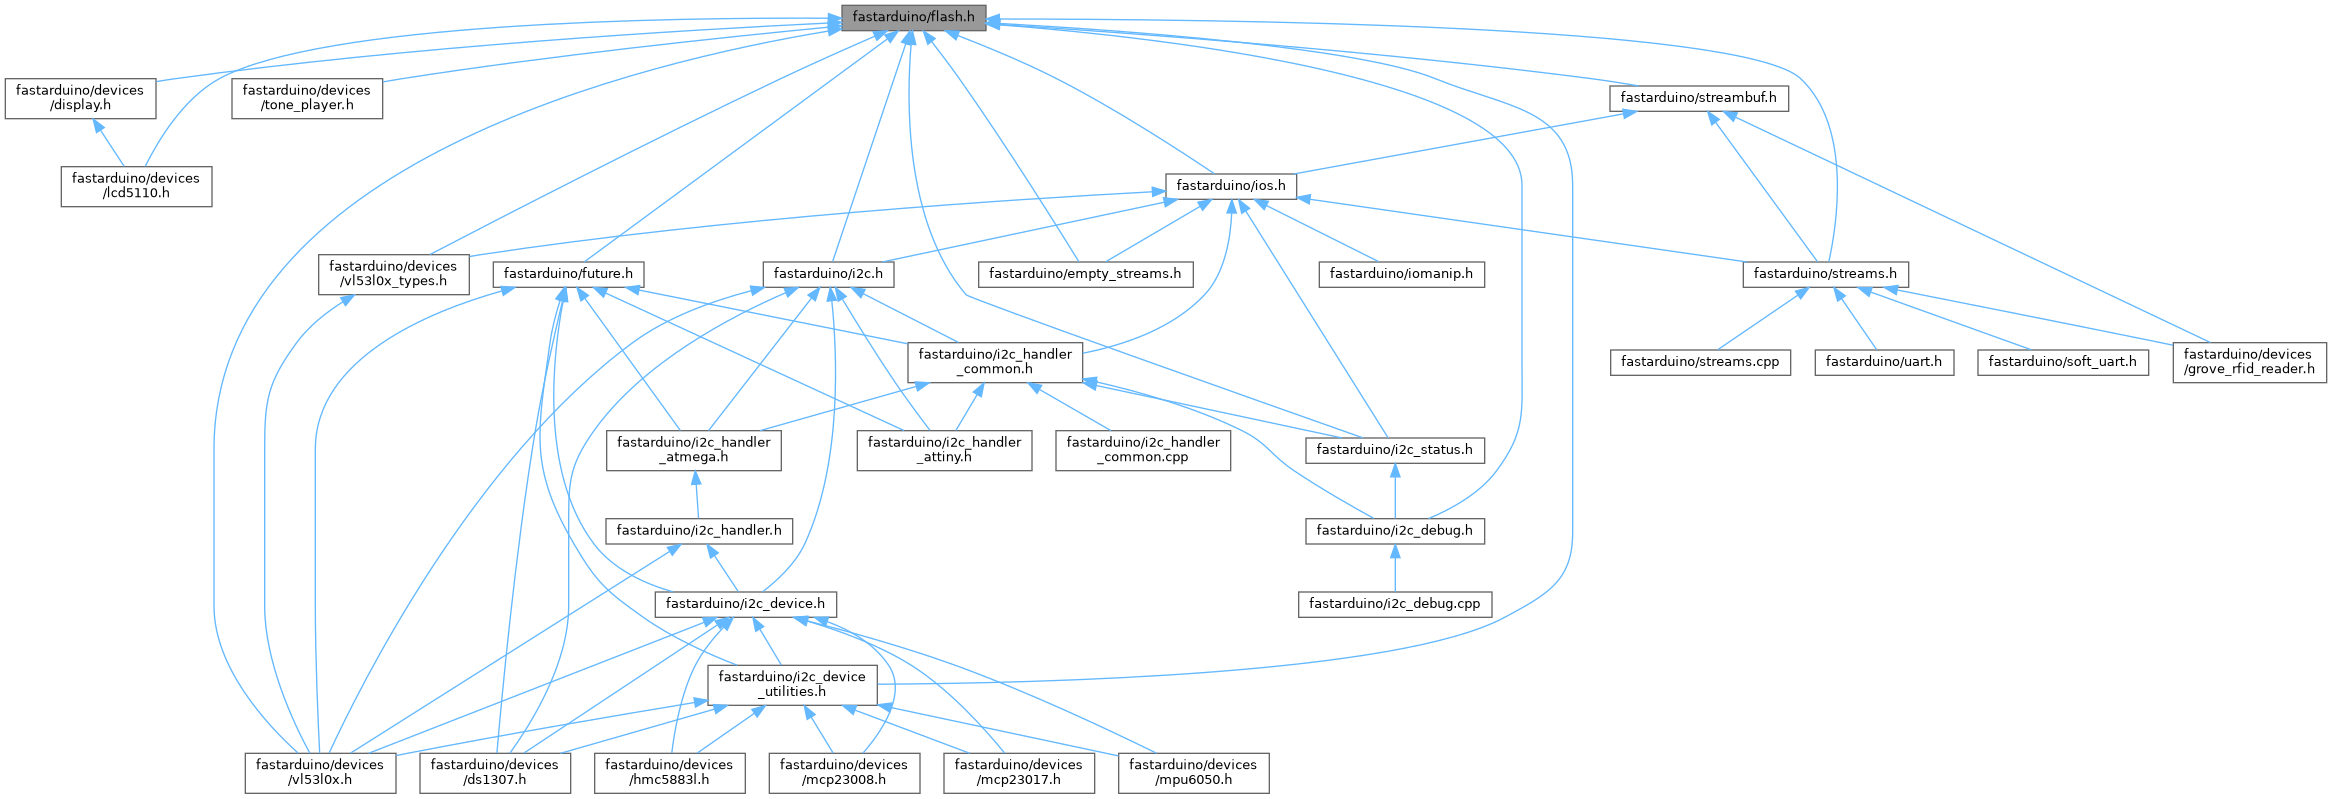 fastarduino/flash.h
fastarduino/devices
/display.h
fastarduino/devices
/tone_player.h
fastarduino/streambuf.h
fastarduino/devices
/lcd5110.h
fastarduino/ios.h
fastarduino/devices
/vl53l0x_types.h
fastarduino/future.h
fastarduino/i2c.h
fastarduino/empty_streams.h
fastarduino/iomanip.h
fastarduino/streams.h
fastarduino/i2c_handler
_common.h
fastarduino/streams.cpp
fastarduino/uart.h
fastarduino/soft_uart.h
fastarduino/devices
/grove_rfid_reader.h
fastarduino/i2c_handler
_atmega.h
fastarduino/i2c_handler
_attiny.h
fastarduino/i2c_handler
_common.cpp
fastarduino/i2c_status.h
fastarduino/i2c_handler.h
fastarduino/i2c_debug.h
fastarduino/i2c_device.h
fastarduino/i2c_debug.cpp
fastarduino/i2c_device
_utilities.h
fastarduino/devices
/vl53l0x.h
fastarduino/devices
/ds1307.h
fastarduino/devices
/hmc5883l.h
fastarduino/devices
/mcp23008.h
fastarduino/devices
/mcp23017.h
fastarduino/devices
/mpu6050.h